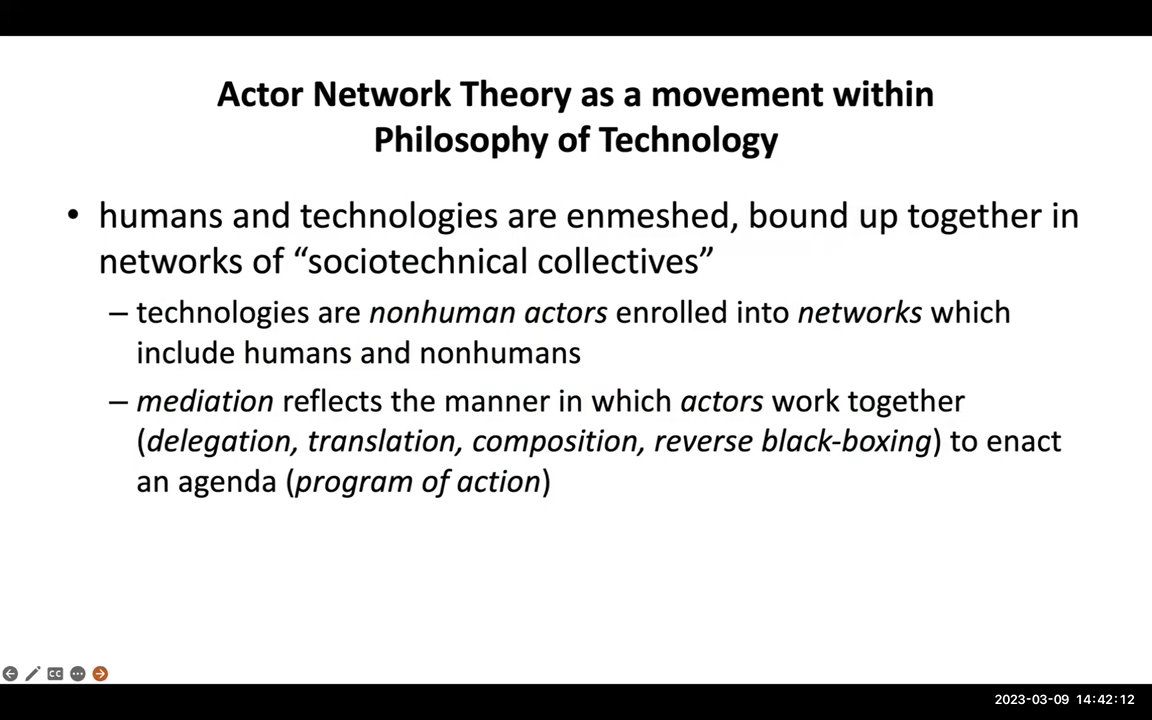 Actor Network Theory as a movement within
Philosophy of Technology
• humans and technologies are enmeshed, bound up together in
networks of “sociotechnical collectives”
– technologies are nonhuman actors enrolled into networks which
include humans and nonhumans
– mediation reflects the manner in which actors work together
(delegation, translation, composition, reverse black-boxing) to enact
an agenda (program of action)
CC
2023-03-09 14:42:12